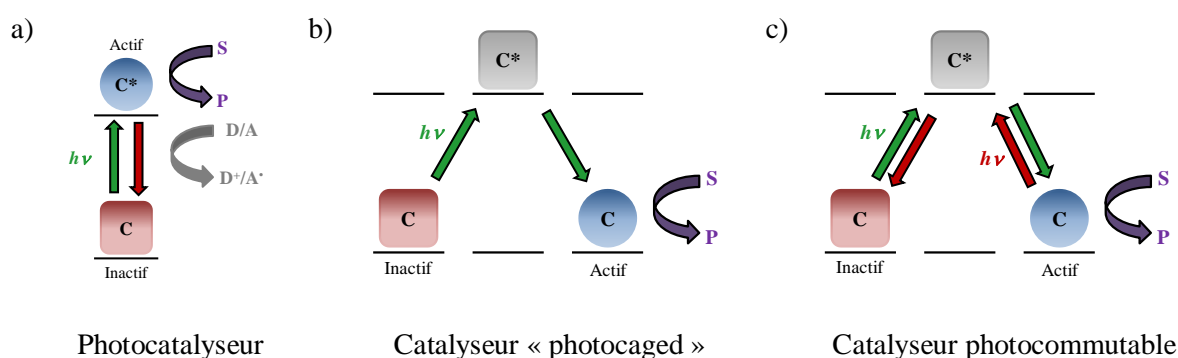 a)
Actif
C*
S
P
hν
D/A
D⁺/A⁻
C
Inactif
Photocatalyseur
b)
C*
hν
C
C
S
P
Inactif
Actif
Catalyseur « photocaged »
c)
C*
hν
hν
C
C
S
P
Inactif
Actif
Catalyseur photocommutable